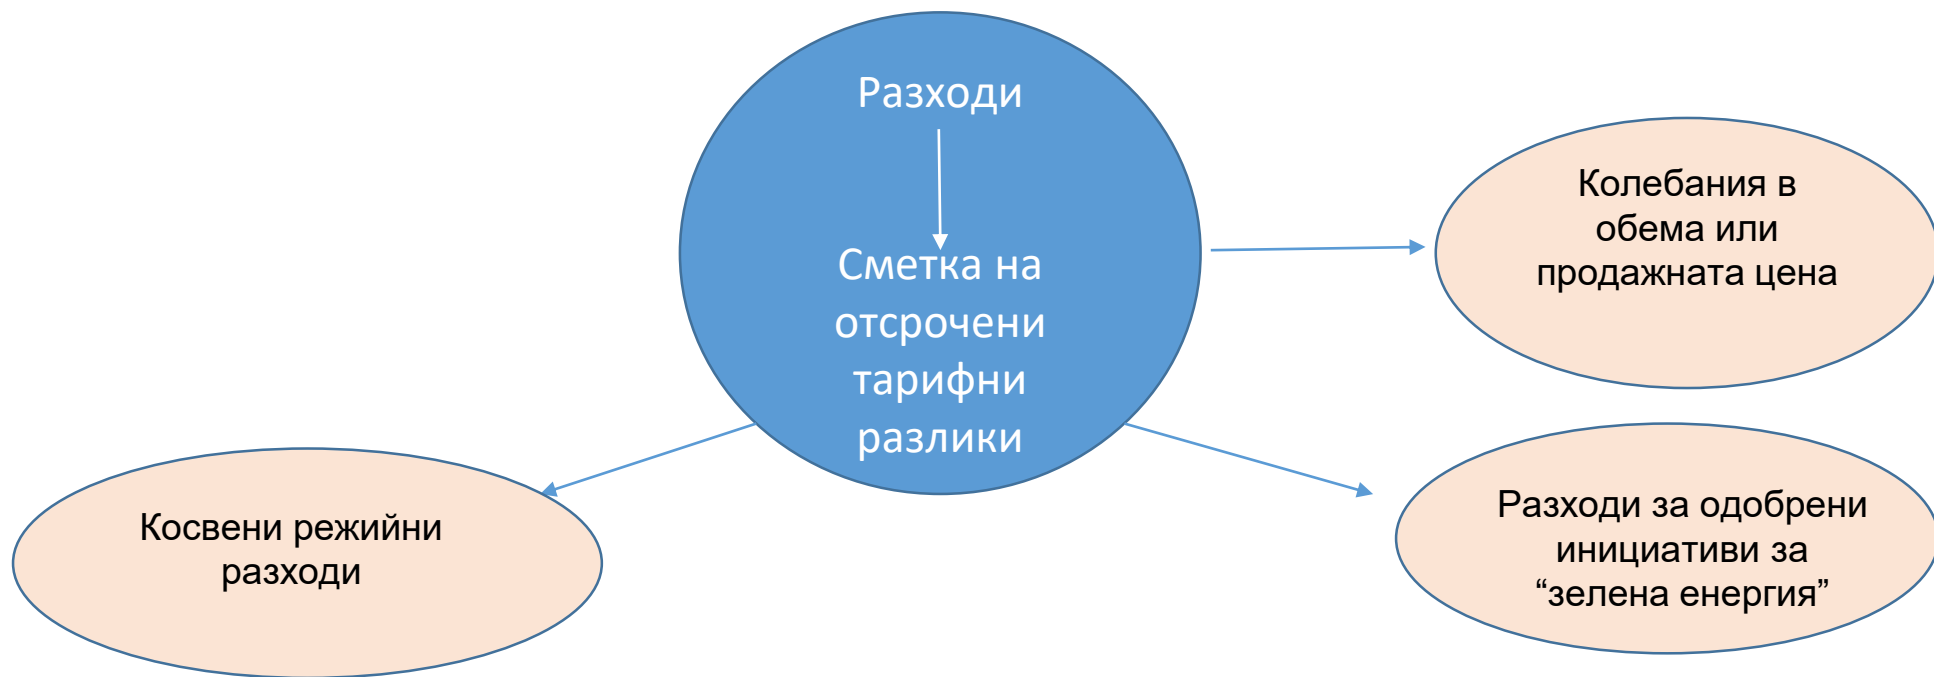 Разходи
Сметка на
отсрочени
тарифни
разлики
Колебания в
обема или
продажната цена
Косвени режийни
разходи
Разходи за одобрени
инициативи за
“зелена енергия”